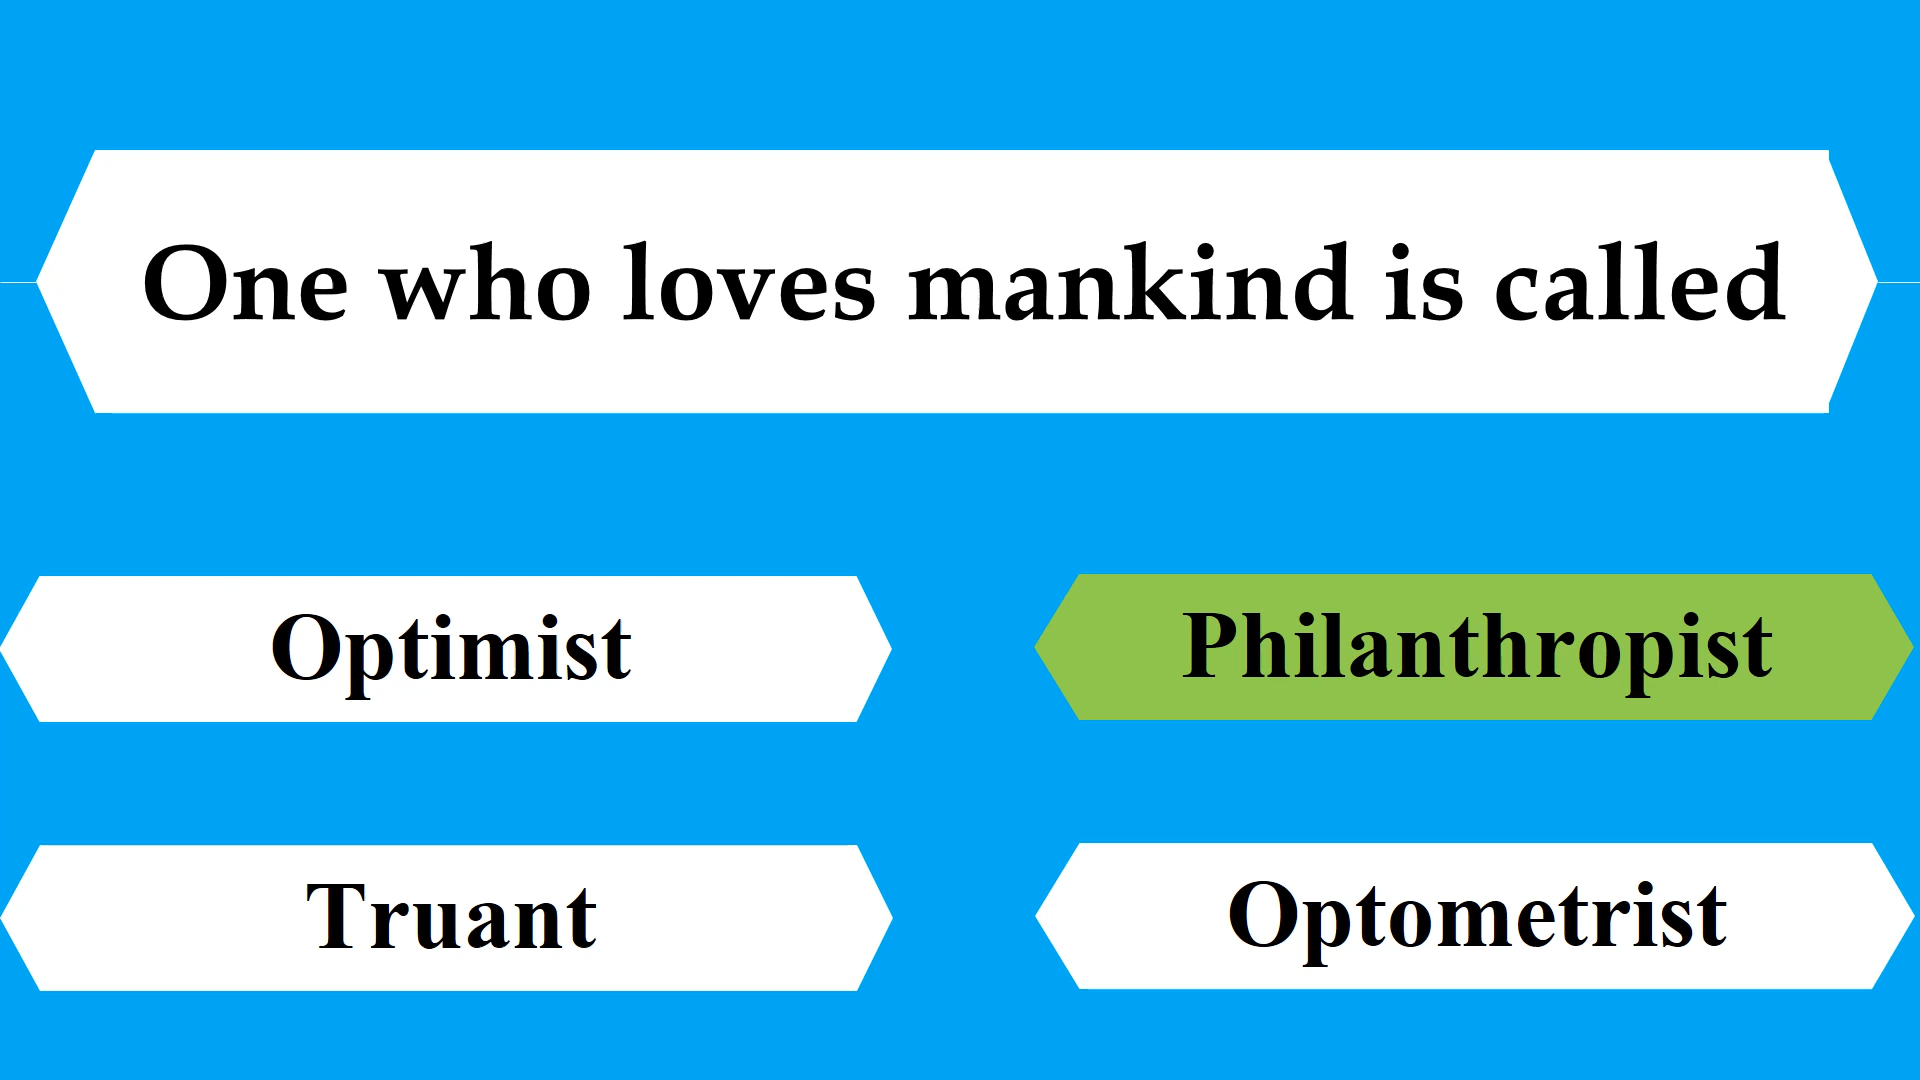 One who loves mankind is called
Optimist
Philanthropist
Truant
Optometrist